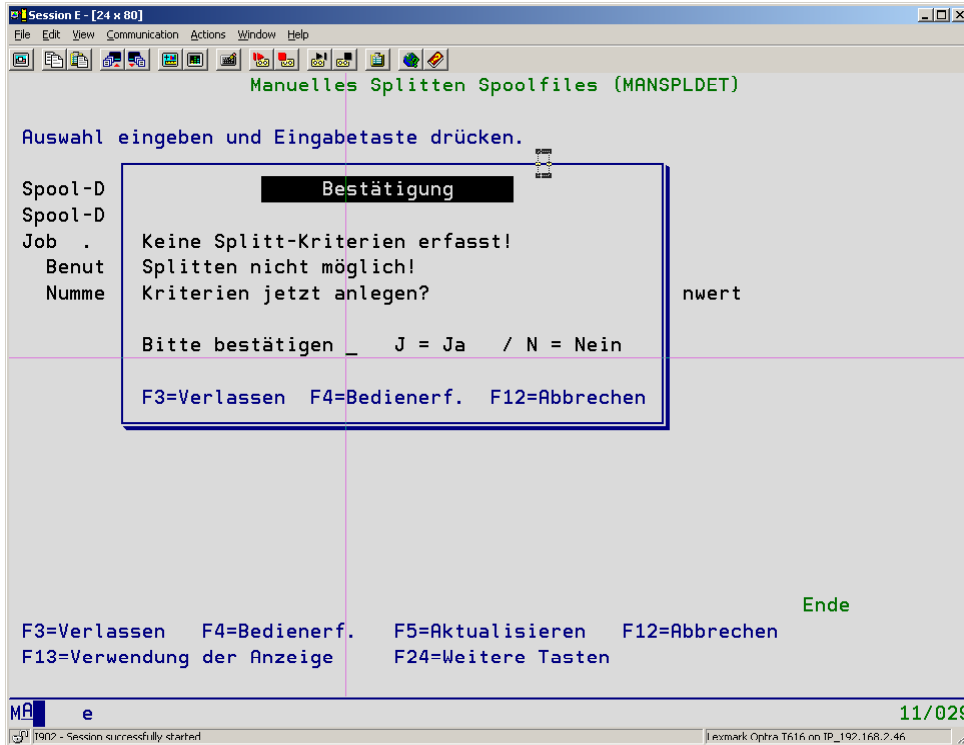 Session E - [24 x 80]
File Edit View Communication Actions Window Help
Manuelles Splitten Spoolfiles (MANSPLDET)
Auswahl eingeben und Eingabetaste drücken.
Bestätigung
Spool-D
Spool-D
Job . Keine Splitt-Kriterien erfasst!
Benut Splitten nicht möglich!
Numme Kriterien jetzt anlegen? nwert
Bitte bestätigen _ J = Ja / N = Nein
F3=Verlassen F4=Bedienerf. F12=Abbrechen
Ende
F3=Verlassen F4=Bedienerf. F5=Aktualisieren F12=Abbrechen
F13=Verwendung der Anzeige F24=Weitere Tasten
MA e 11/029
I902 - Session successfully started Lexmark Optra T616 on IP_192.168.2.46